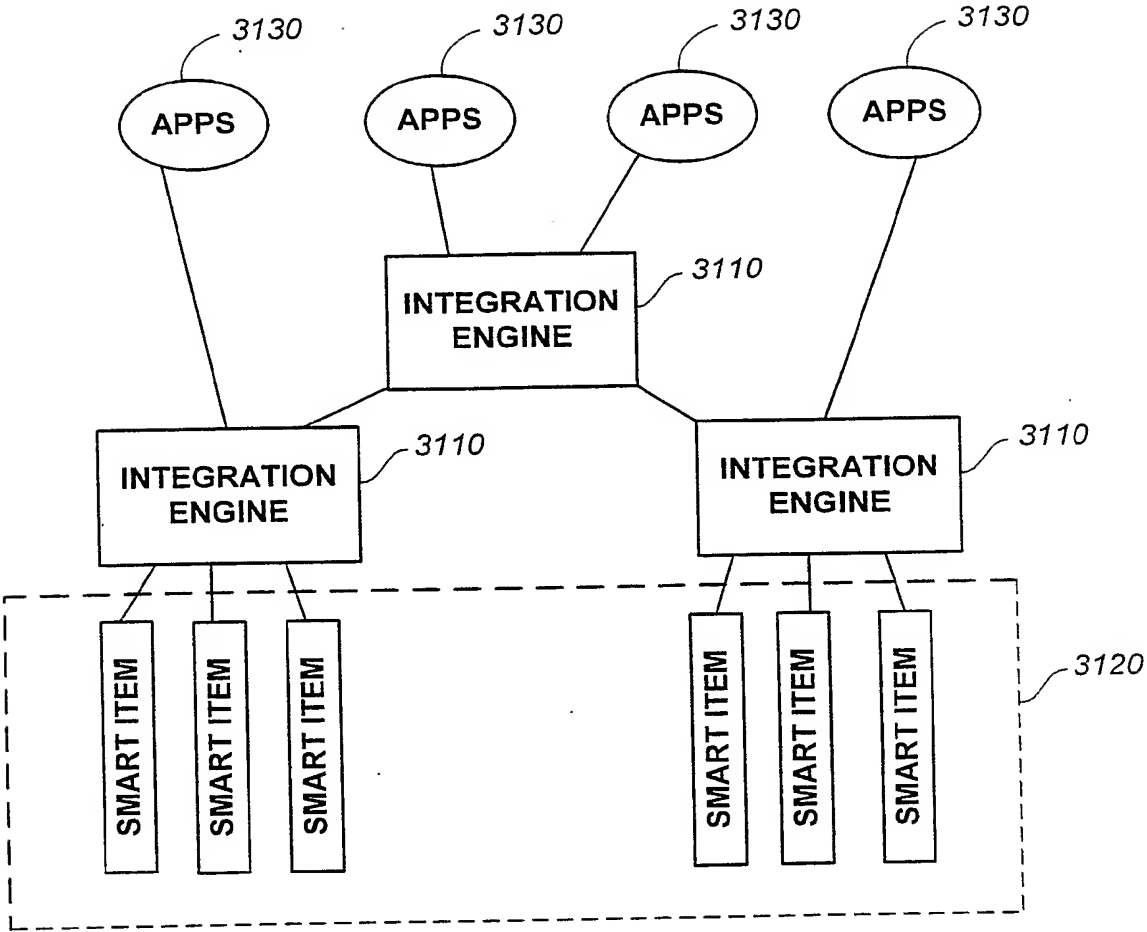 3130
3130
3130
3130
APPS
APPS
APPS
APPS
3110
INTEGRATION
ENGINE
3110
INTEGRATION
ENGINE
3110
INTEGRATION
ENGINE
3120
SMART ITEM
SMART ITEM
SMART ITEM
SMART ITEM
SMART ITEM
SMART ITEM